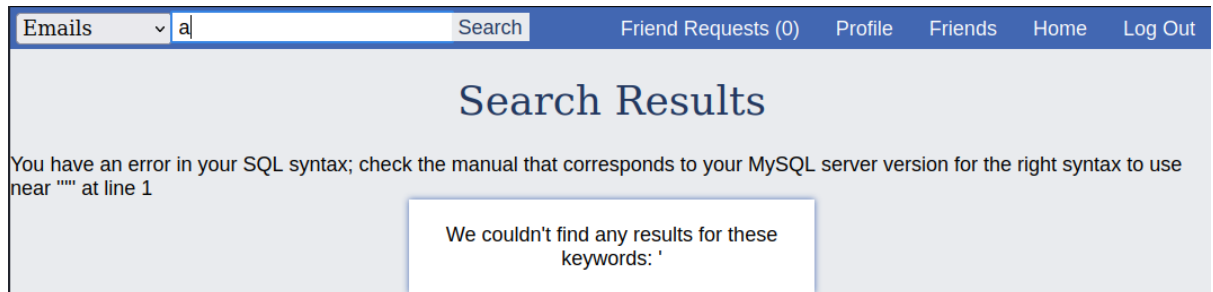 Emails a Search Friend Requests (0) Profile Friends Home Log Out
Search Results
You have an error in your SQL syntax; check the manual that corresponds to your MySQL server version for the right syntax to use
near '''' at line 1
We couldn't find any results for these
keywords: '